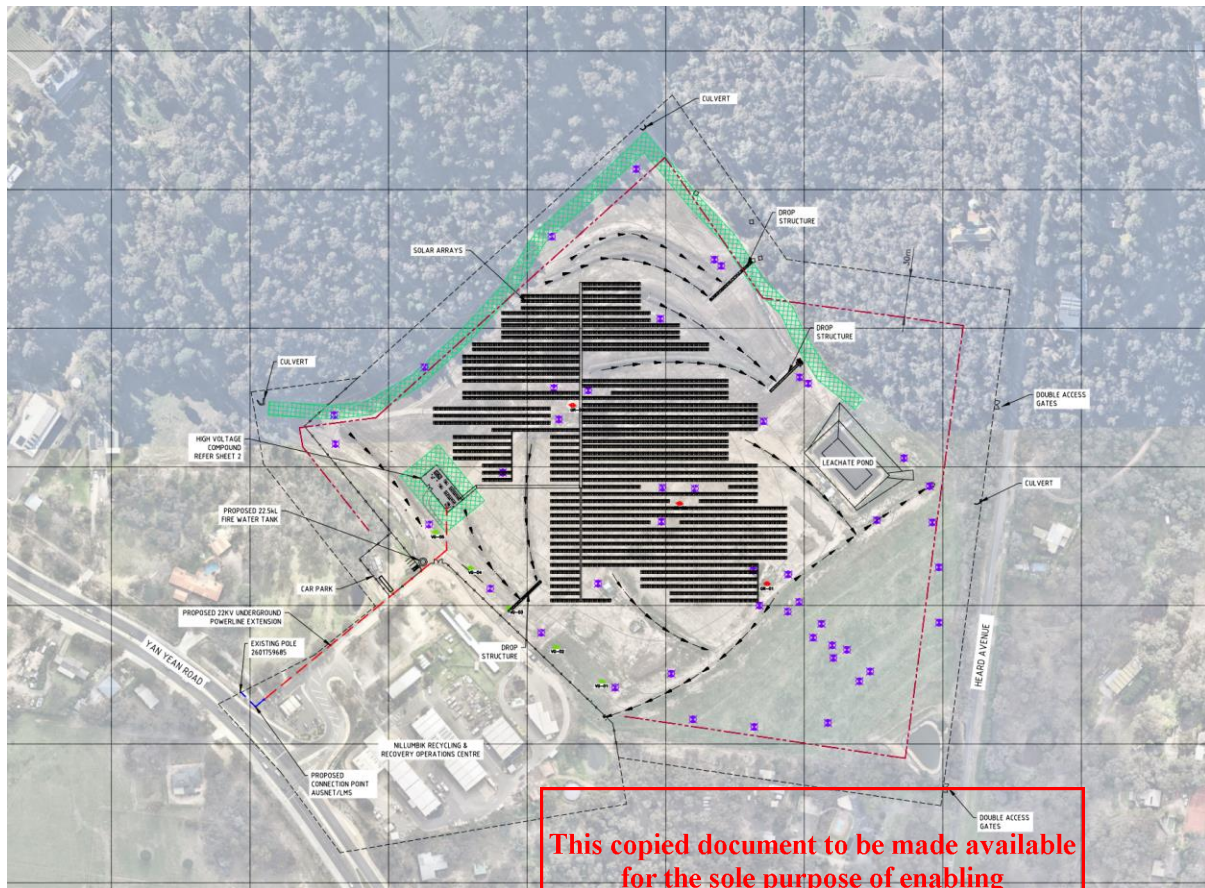 CULVERT
DROP
STRUCTURE
SOLAR ARRAYS
30m
DROP
STRUCTURE
CULVERT
DOUBLE ACCESS
GATES
HIGH VOLTAGE
COMPOUND
REFER SHEET 2
LEACHATE POND
CULVERT
PROPOSED 22.5kL
FIRE WATER TANK
CAR PARK
PROPOSED 22KV UNDERGROUND
POWERLINE EXTENSION
EXISTING POLE
2601759685
YAN YEAN ROAD
DROP
STRUCTURE
HEARD AVENUE
NILLUMBIK RECYCLING &
RECOVERY OPERATIONS CENTRE
PROPOSED
CONNECTION POINT
AUSNET/LMS
DOUBLE ACCESS
GATES
This copied document to be made available
for the sole purpose of enabling